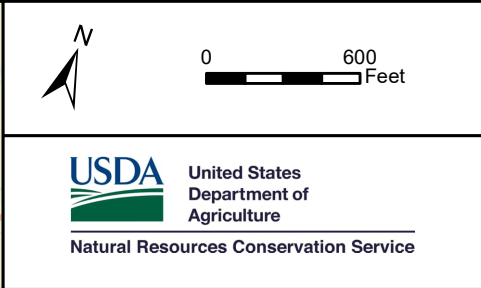 N
0 600
Feet
USDA
United States
Department of
Agriculture
Natural Resources Conservation Service